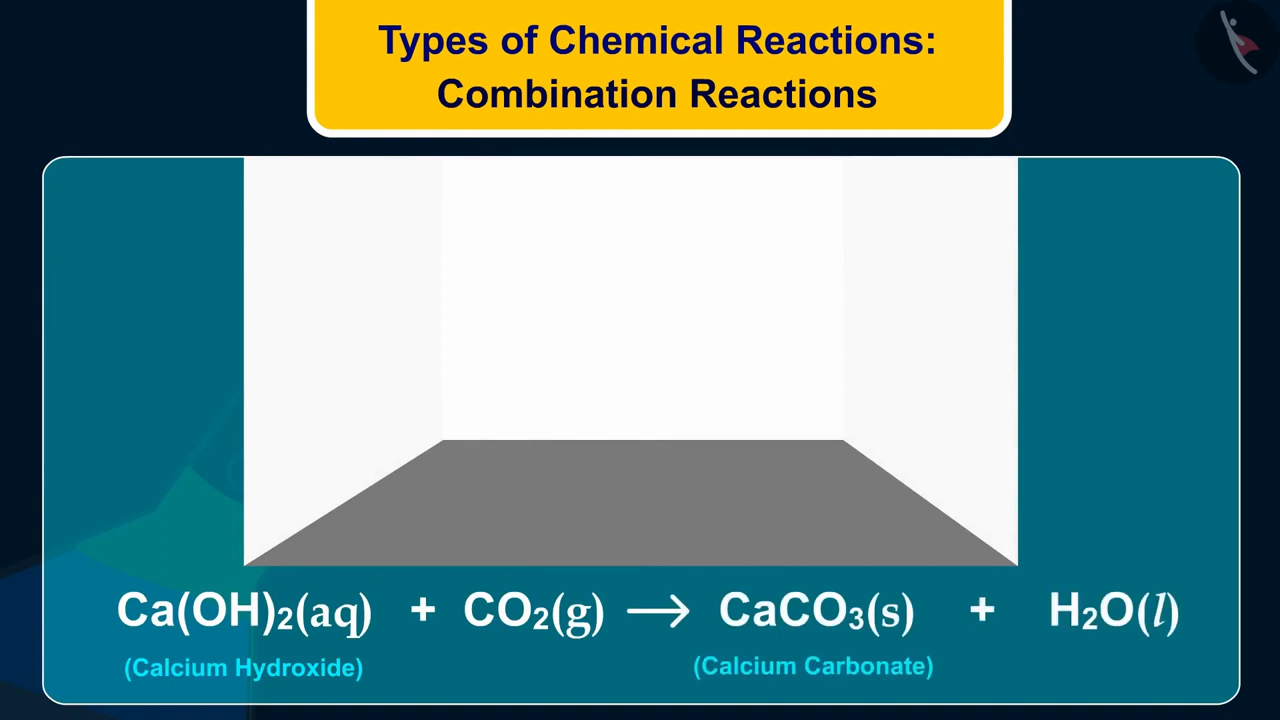 Types of Chemical Reactions:
Combination Reactions
Ca(OH)₂(aq) + CO₂(g) ⟶ CaCO₃(s) + H₂O(l)
(Calcium Hydroxide) (Calcium Carbonate)